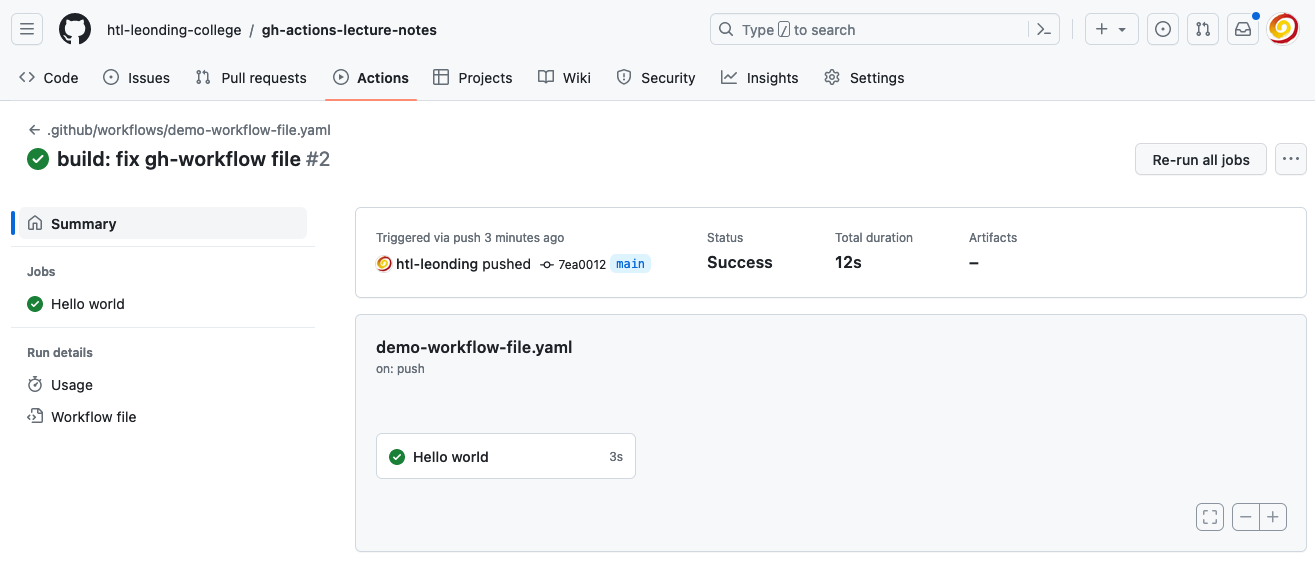 htl-leonding-college / gh-actions-lecture-notes
Type / to search
Code Issues Pull requests Actions Projects Wiki Security Insights Settings
.github/workflows/demo-workflow-file.yaml
build: fix gh-workflow file #2
Re-run all jobs
Summary
Jobs
Hello world
Run details
Usage
Workflow file
Triggered via push 3 minutes ago
htl-leonding pushed 7ea0012 main
Status
Success
Total duration
12s
Artifacts
–
demo-workflow-file.yaml
on: push
Hello world 3s